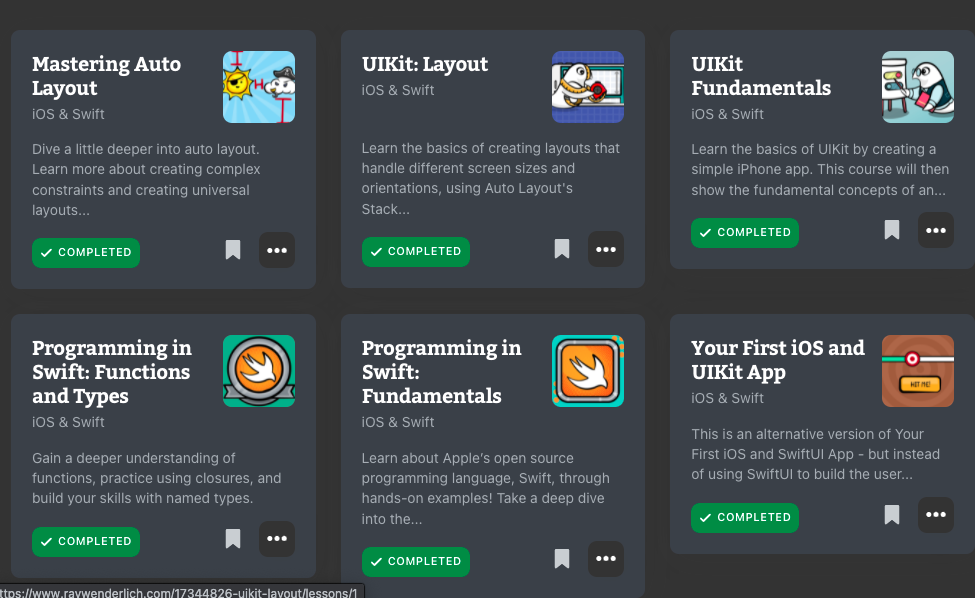 Mastering Auto
Layout
iOS & Swift
Dive a little deeper into auto layout.
Learn more about creating complex
constraints and creating universal
layouts...
COMPLETED
UIKit: Layout
iOS & Swift
Learn the basics of creating layouts that
handle different screen sizes and
orientations, using Auto Layout's
Stack...
COMPLETED
UIKit
Fundamentals
iOS & Swift
Learn the basics of UIKit by creating a
simple iPhone app. This course will then
show the fundamental concepts of an...
COMPLETED
Programming in
Swift: Functions
and Types
iOS & Swift
Gain a deeper understanding of
functions, practice using closures, and
build your skills with named types.
COMPLETED
Programming in
Swift:
Fundamentals
iOS & Swift
Learn about Apple's open source
programming language, Swift, through
hands-on examples! Take a deep dive
into the...
COMPLETED
Your First iOS and
UIKit App
HIT ME!
iOS & Swift
This is an alternative version of Your
First iOS and SwiftUI App - but instead
of using SwiftUI to build the user...
COMPLETED
ttps://www.raywenderlich.com/17344826-uikit-layout/lessons/1